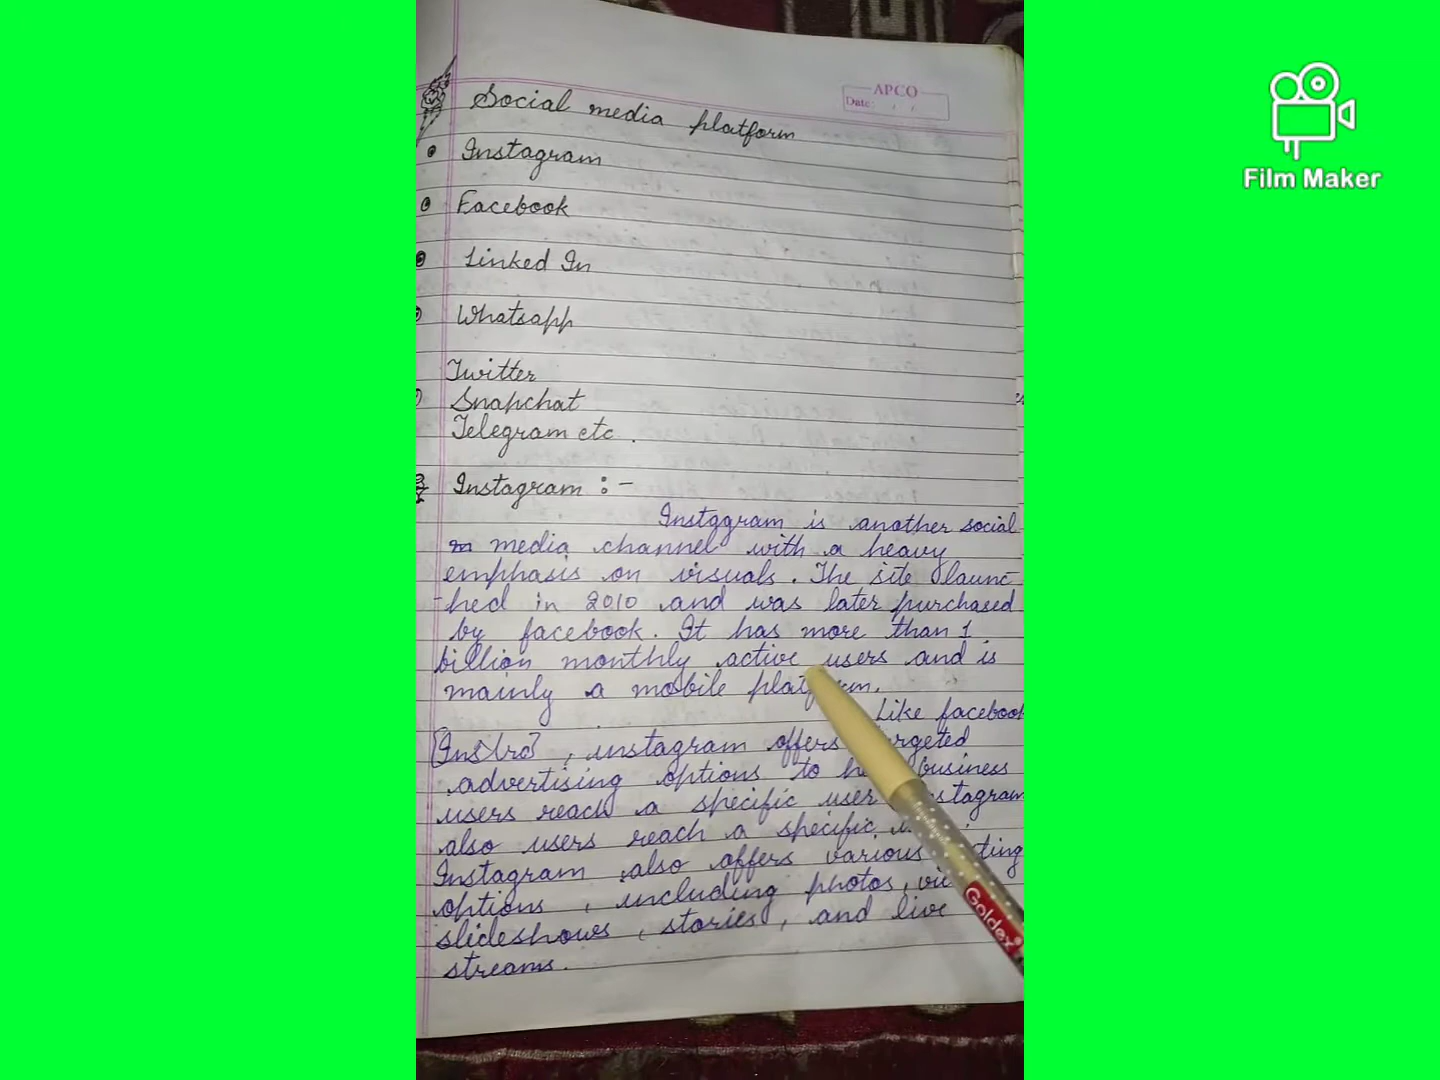 APCO
Date:
Social media platform
Instagram
Facebook
Linked In
Whatsapp
Twitter
Snapchat
Telegram etc.
Instagram :-
Instagram is another social
media channel with a heavy
emphasis on visuals. The site launc-
-hed in 2010 and was later purchased
by facebook. It has more than 1
billion monthly active users and is
mainly a mobile
Like facebook
, instagram offers
advertising options to business
users reach a specific user
also users reach a specific
Instagram also offers various
options, including photos,
slideshows, stories, and live
streams.
Goldex
Film Maker